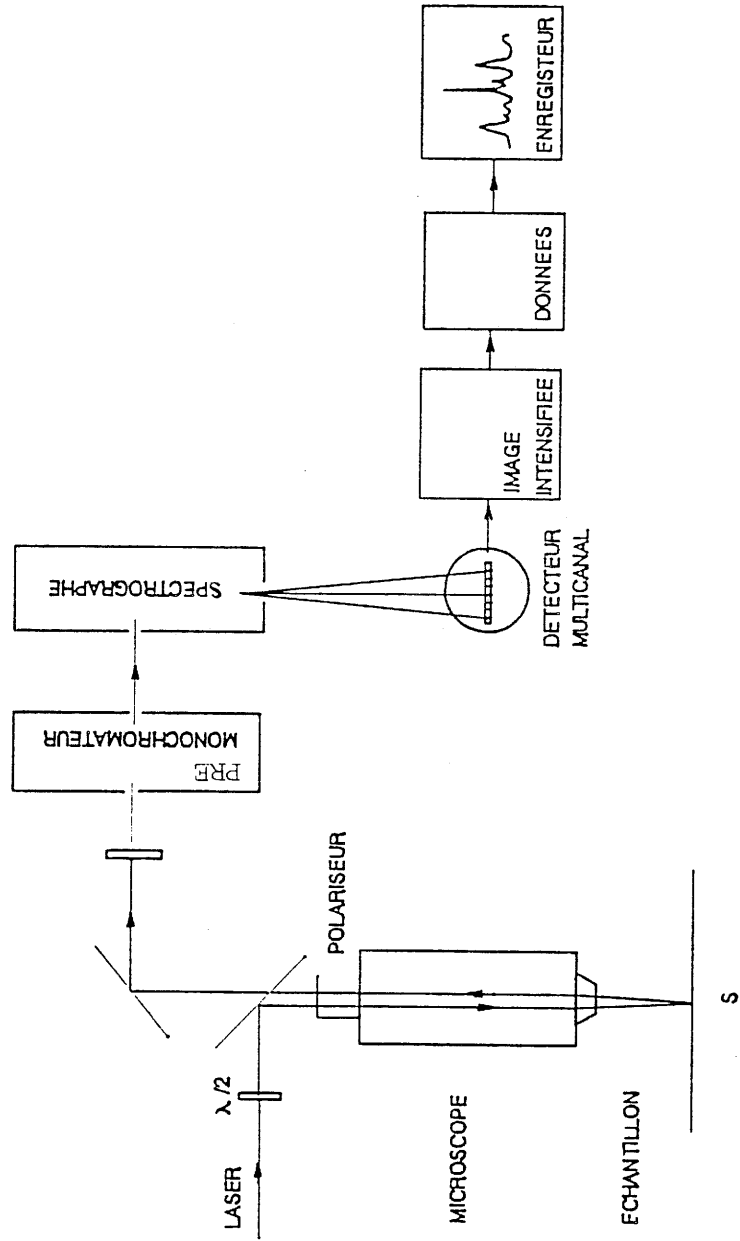 LASER
λ/2
POLARISEUR
MICROSCOPE
ECHANTILLON
S
PRE
MONOCHROMATEUR
SPECTROGRAPHE
DETECTEUR
MULTICANAL
IMAGE
INTENSIFIEE
DONNEES
ENREGISTEUR